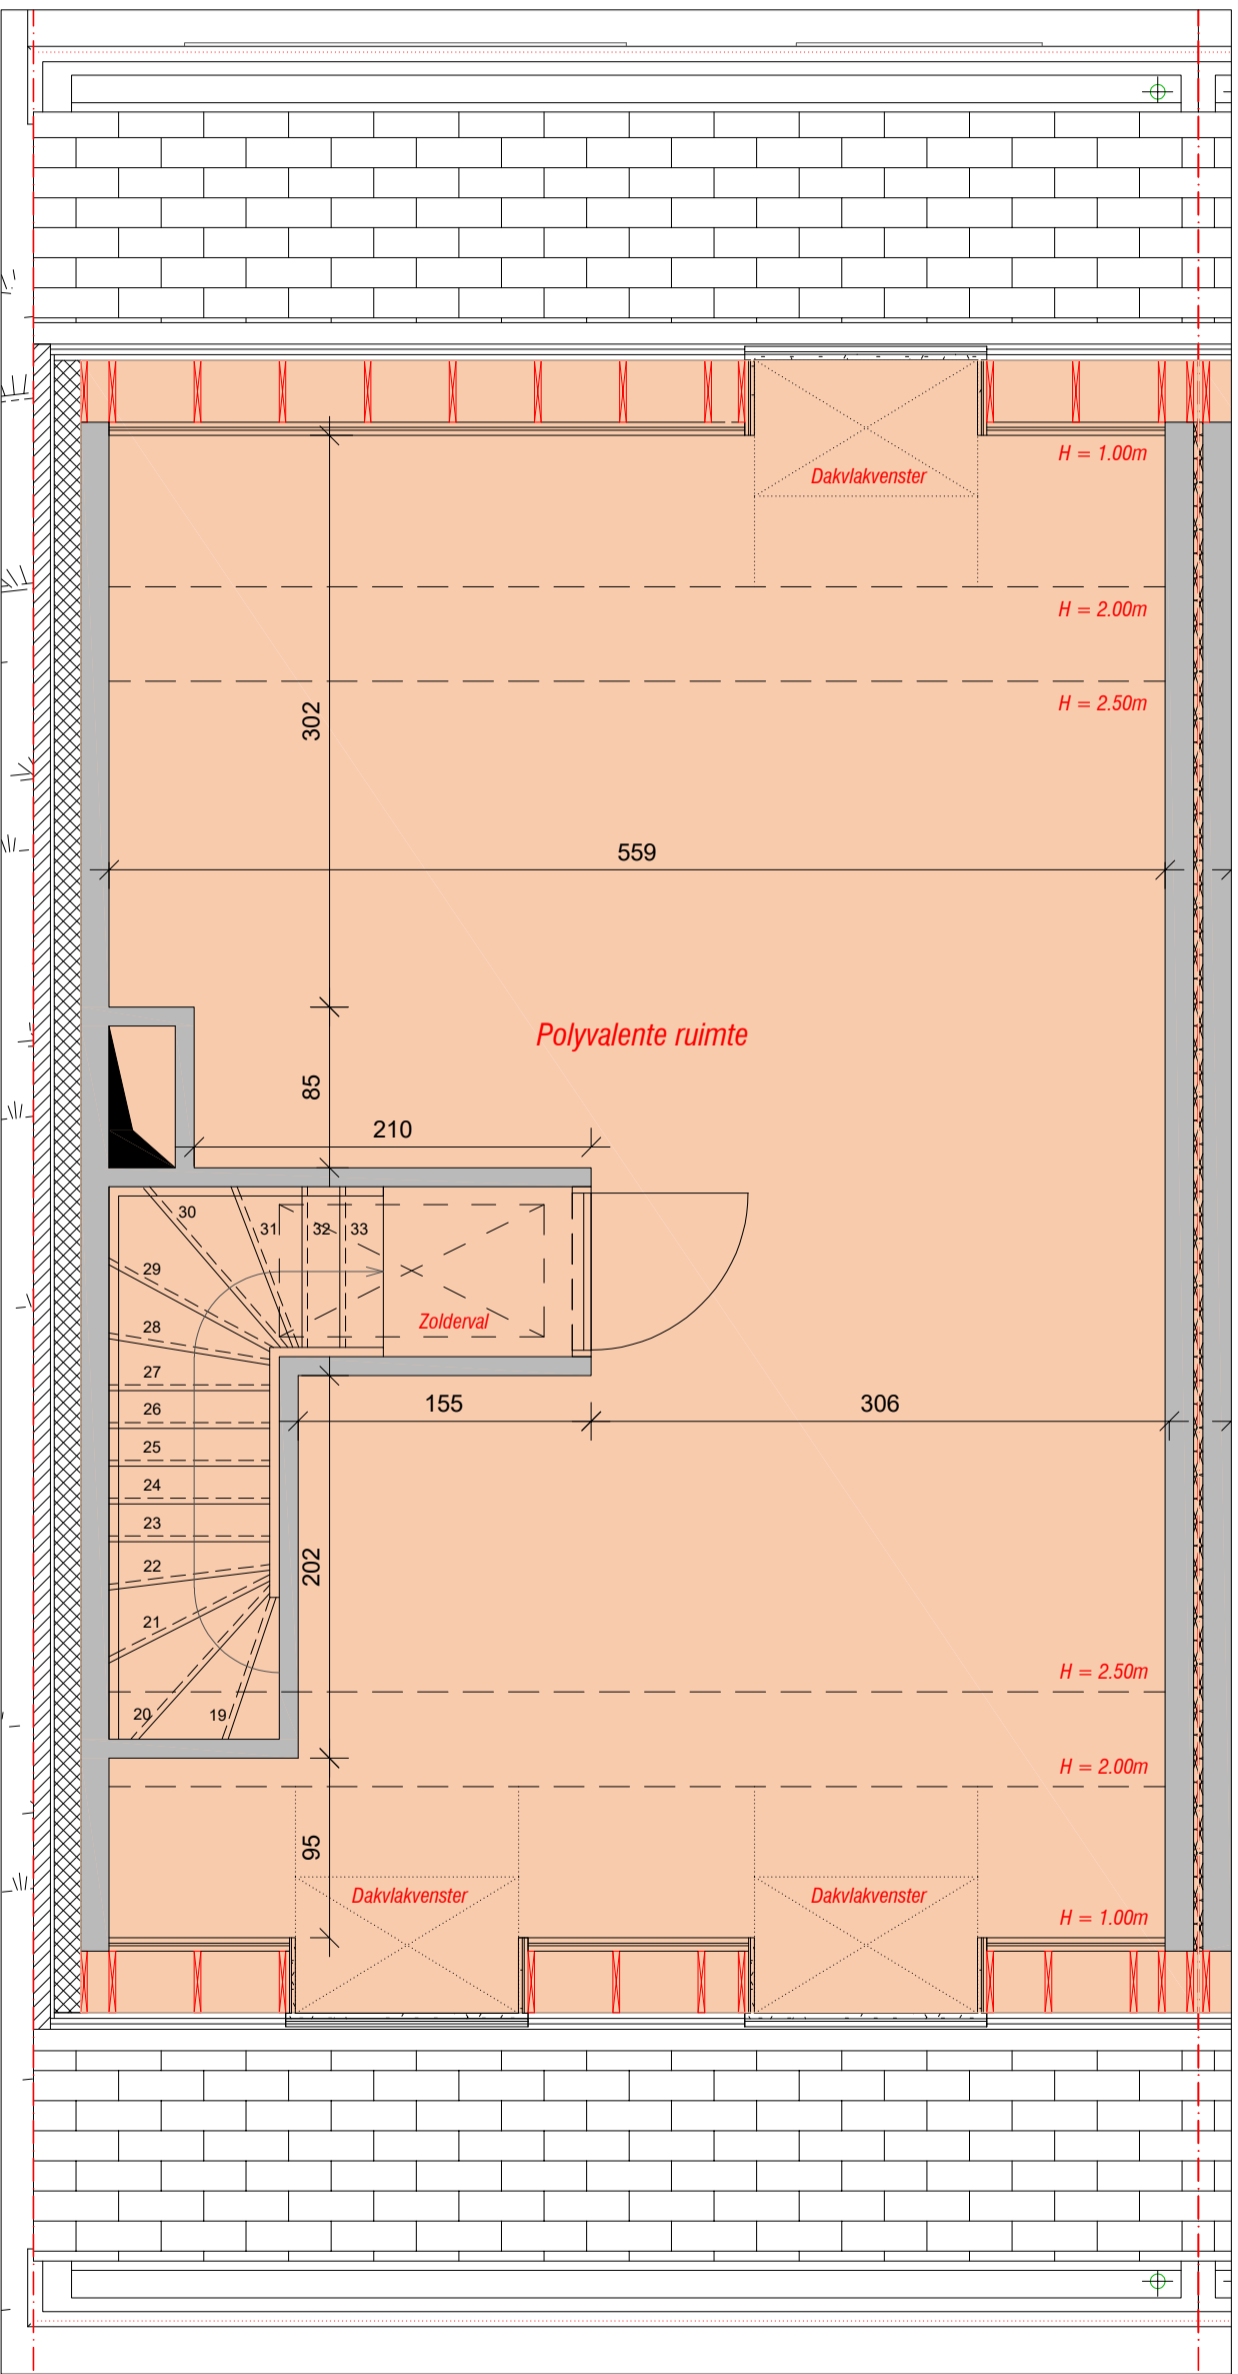 H = 1.00m
Dakvlakvenster
H = 2.00m
H = 2.50m
302
559
Polyvalente ruimte
85
210
30
31
32
33
29
Zolderval
28
27
155
306
26
25
24
23
202
22
21
H = 2.50m
20
19
H = 2.00m
95
Dakvlakvenster
Dakvlakvenster
H = 1.00m